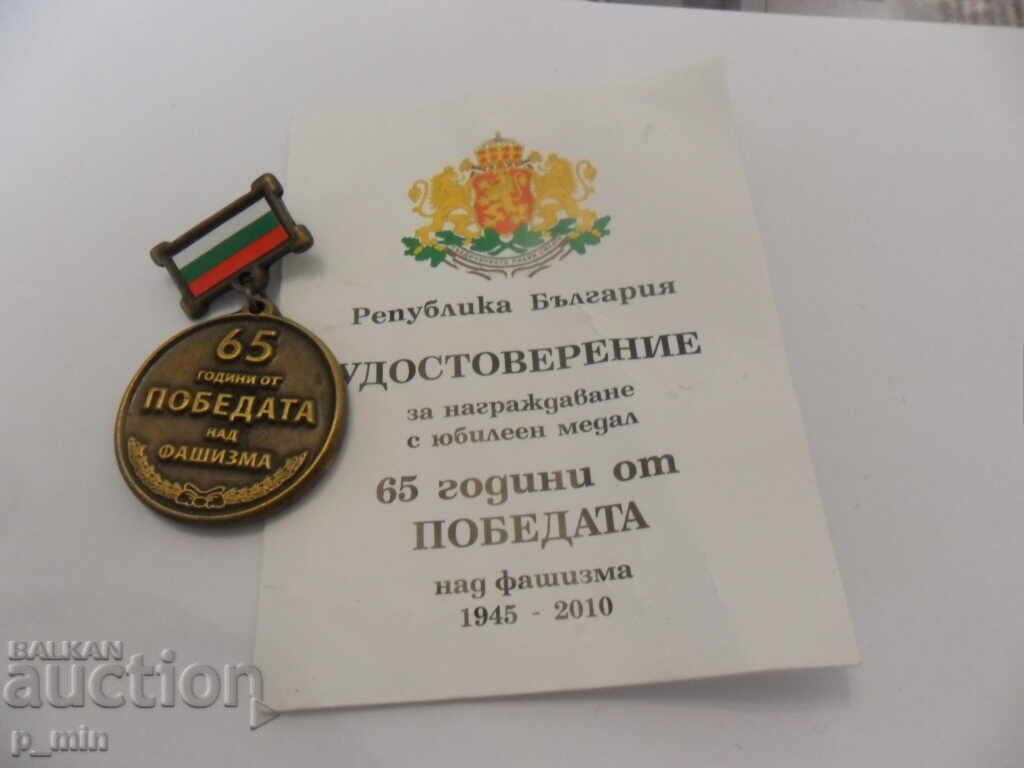 65
ГОДИНИ ОТ
ПОБЕДАТА
НАД
ФАШИЗМА
Република България
УДОСТОВЕРЕНИЕ
за награждаване
с юбилеен медал
65 години от
ПОБЕДАТА
над фашизма
1945 - 2010
BALKAN
auction
p_min